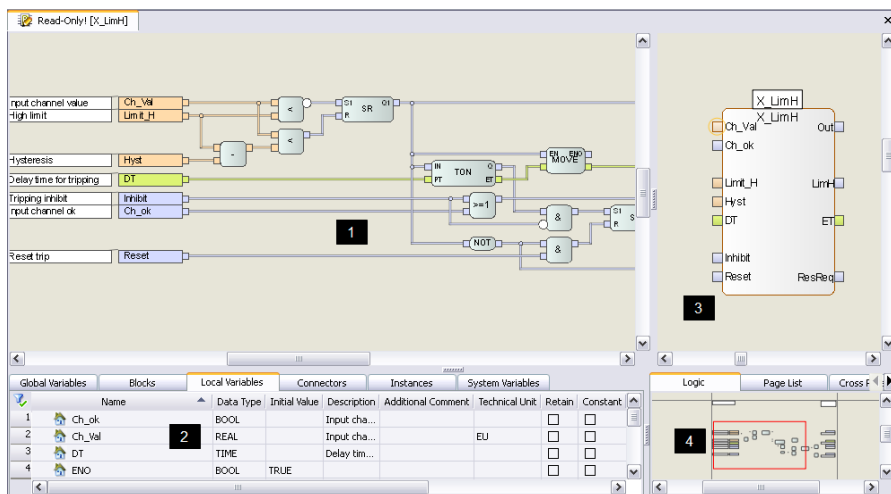 Read-Only! [X_LimH]
nput channel value Ch_Val
High limit Limit_H
Hysteresis Hyst
Delay time for tripping DT
Tripping inhibit Inhibit
nput channel ok Ch_ok
Reset trip Reset
<
<
-
S1 SR Q1
R
IN Q
TON
PT ET
EN ENO
MOVE
>=1
&
S1
R S
NOT
&
1
X_LimH
X_LimH
Ch_Val Out
Ch_ok
Limit_H LimH
Hyst
DT ET
Inhibit
Reset ResReq
3
Global Variables Blocks Local Variables Connectors Instances System Variables
Name Data Type Initial Value Description Additional Comment Technical Unit Retain Constant
1 Ch_ok BOOL Input cha...
2 Ch_Val REAL Input cha... EU
3 DT TIME Delay tim...
4 ENO BOOL TRUE
2
Logic Page List Cross
4